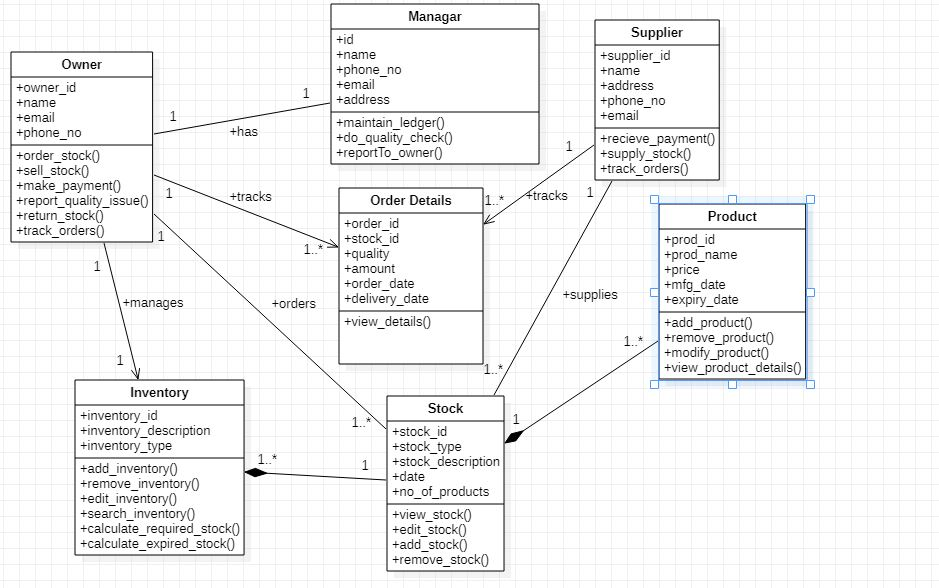 Managar
+id
+name
+phone_no
+email
+address
+maintain_ledger()
+do_quality_check()
+reportTo_owner()
Supplier
+supplier_id
+name
+address
+phone_no
+email
+recieve_payment()
+supply_stock()
+track_orders()
Owner
+owner_id
+name
+email
+phone_no
+order_stock()
+sell_stock()
+make_payment()
+report_quality_issue()
+return_stock()
+track_orders()
1
1
+has
1
+tracks
1..*
1
1..*
+tracks
Order Details
+order_id
+stock_id
+quality
+amount
+order_date
+delivery_date
+view_details()
Product
+prod_id
+prod_name
+price
+mfg_date
+expiry_date
+add_product()
+remove_product()
+modify_product()
+view_product_details()
1
+supplies
1..*
1
+orders
1..*
1
+manages
1
1..*
1
Inventory
+inventory_id
+inventory_description
+inventory_type
+add_inventory()
+remove_inventory()
+edit_inventory()
+search_inventory()
+calculate_required_stock()
+calculate_expired_stock()
1..*
1
Stock
+stock_id
+stock_type
+stock_description
+date
+no_of_products
+view_stock()
+edit_stock()
+add_stock()
+remove_stock()